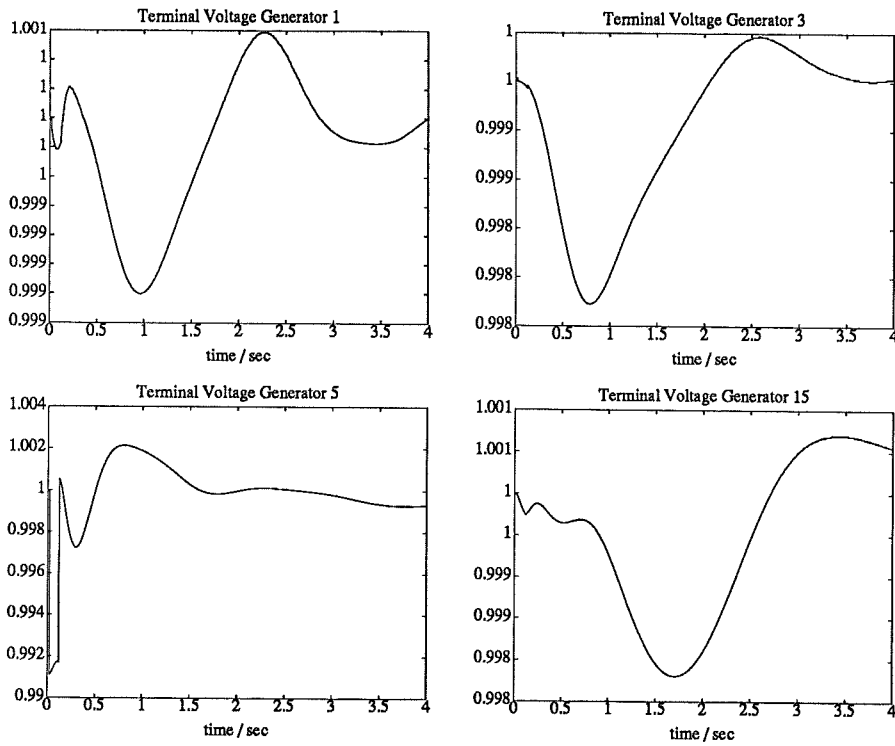 Terminal Voltage Generator 1
1.001
1
1
1
1
0.999
0.999
0.999
0.999
0.999
0 0.5 1 1.5 2 2.5 3 3.5 4
time / sec
Terminal Voltage Generator 3
1
0.999
0.999
0.998
0.998
0.998
0 0.5 1 1.5 2 2.5 3 3.5 4
time / sec
Terminal Voltage Generator 5
1.004
1.002
1
0.998
0.996
0.994
0.992
0.99
0 0.5 1 1.5 2 2.5 3 3.5 4
time / sec
Terminal Voltage Generator 15
1.001
1.001
1
1
0.999
0.999
0.998
0.998
0 0.5 1 1.5 2 2.5 3 3.5 4
time / sec